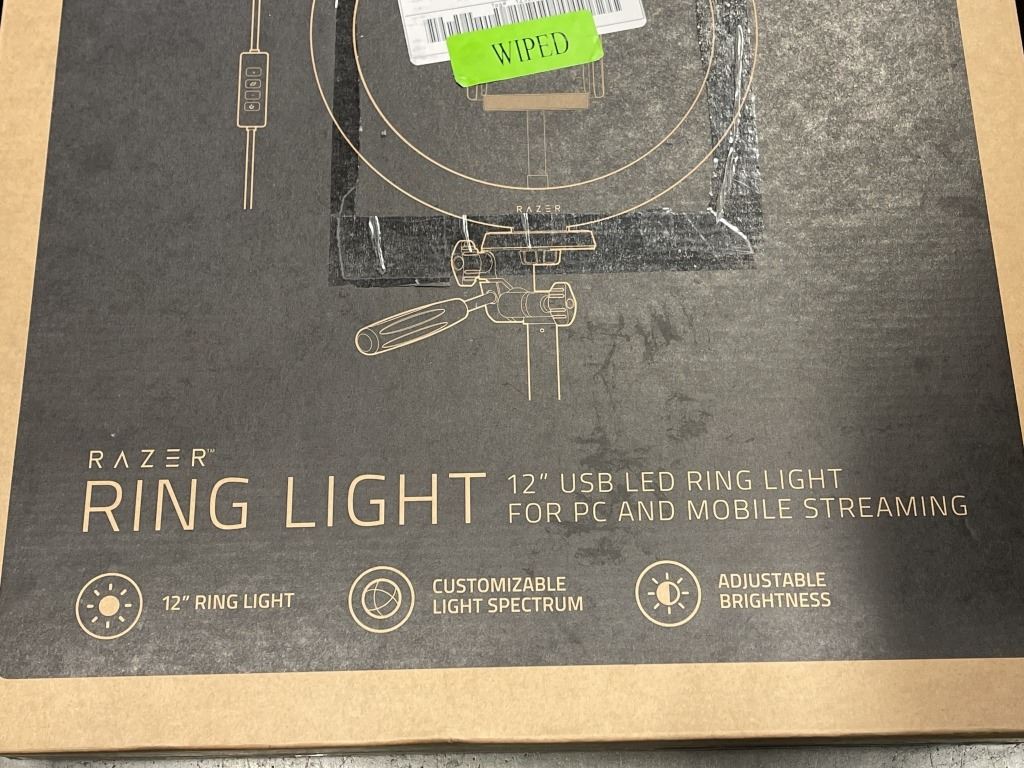 WIPED
RAZER
RAZER™
RING LIGHT
12" USB LED RING LIGHT
FOR PC AND MOBILE STREAMING
12" RING LIGHT
CUSTOMIZABLE
LIGHT SPECTRUM
ADJUSTABLE
BRIGHTNESS